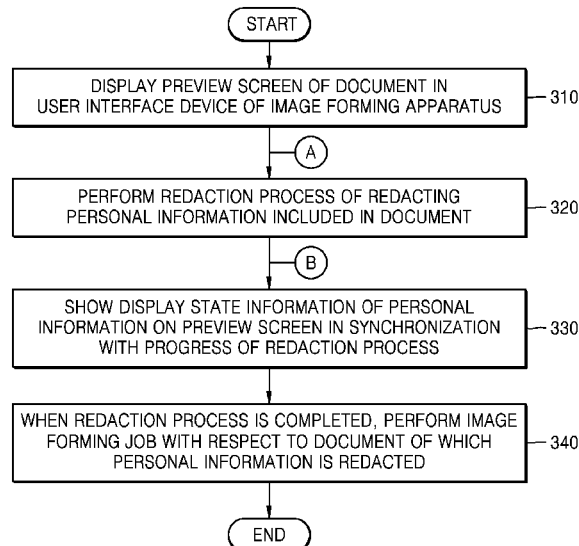 START
DISPLAY PREVIEW SCREEN OF DOCUMENT IN
USER INTERFACE DEVICE OF IMAGE FORMING APPARATUS
310
A
PERFORM REDACTION PROCESS OF REDACTING
PERSONAL INFORMATION INCLUDED IN DOCUMENT
320
B
SHOW DISPLAY STATE INFORMATION OF PERSONAL
INFORMATION ON PREVIEW SCREEN IN SYNCHRONIZATION
WITH PROGRESS OF REDACTION PROCESS
330
WHEN REDACTION PROCESS IS COMPLETED, PERFORM IMAGE
FORMING JOB WITH RESPECT TO DOCUMENT OF WHICH
PERSONAL INFORMATION IS REDACTED
340
END